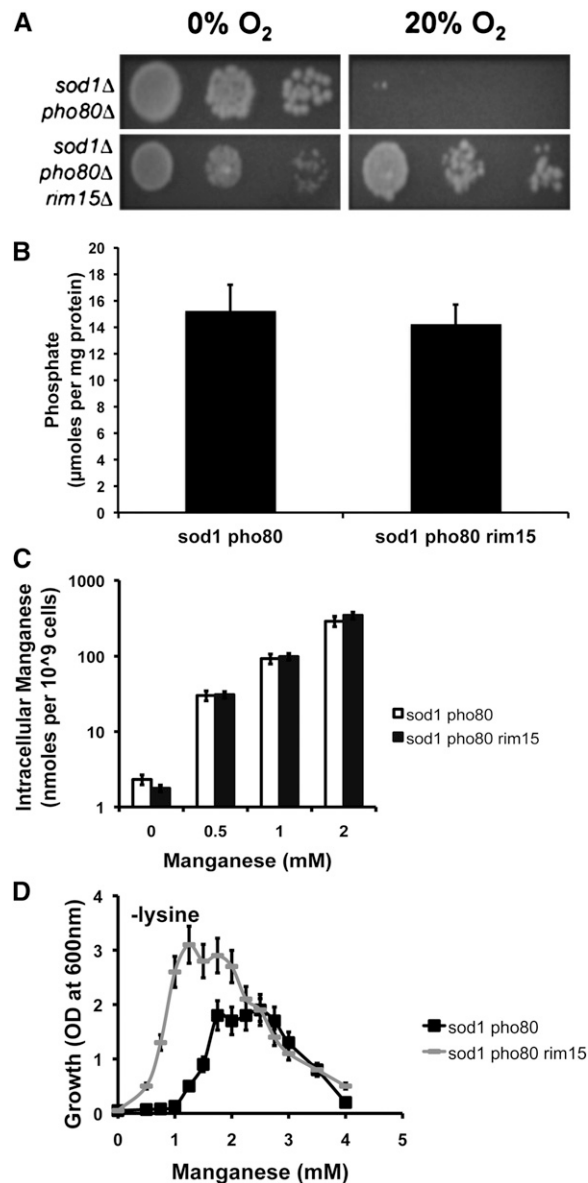 A
0% O2
20% O2
sod1Δ
pho80Δ
sod1Δ
pho80Δ
rim15Δ
B
Phosphate
(µmoles per mg protein)
20
18
16
14
12
10
8
6
4
2
0
sod1 pho80
sod1 pho80 rim15
C
Intracellular Manganese
(nmoles per 10^9 cells)
1000
100
10
1
0
0.5
1
2
Manganese (mM)
sod1 pho80
sod1 pho80 rim15
D
-lysine
Growth (OD at 600nm)
4
3
2
1
0
0
1
2
3
4
5
Manganese (mM)
sod1 pho80
sod1 pho80 rim15